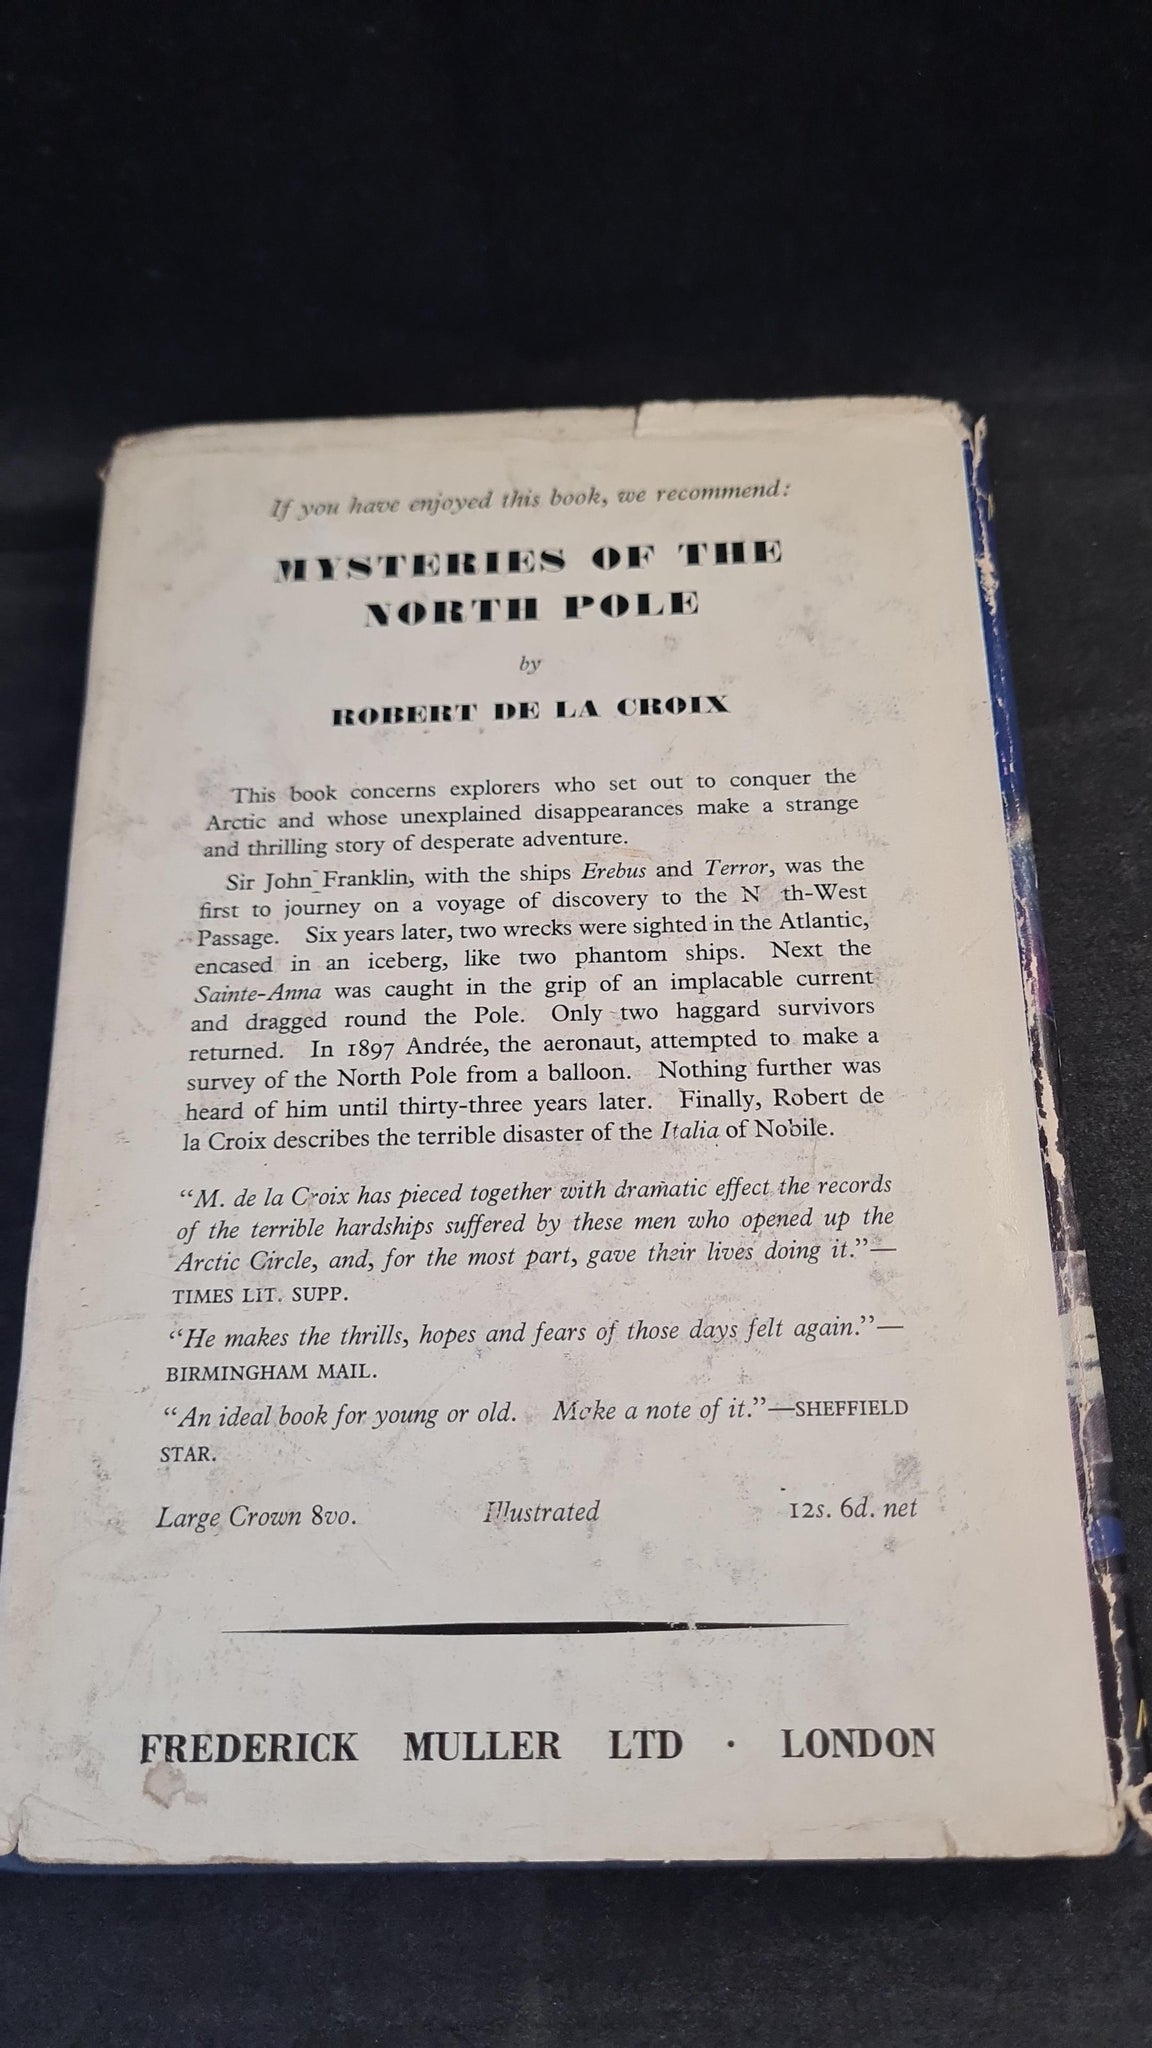 If you have enjoyed this book, we recommend:
MYSTERIES OF THE
NORTH POLE
by
ROBERT DE LA CROIX
This book concerns explorers who set out to conquer the
Arctic and whose unexplained disappearances make a strange
and thrilling story of desperate adventure.
Sir John Franklin, with the ships Erebus and Terror, was the
first to journey on a voyage of discovery to the N th-West
Passage. Six years later, two wrecks were sighted in the Atlantic,
encased in an iceberg, like two phantom ships. Next the
Sainte-Anna was caught in the grip of an implacable current
and dragged round the Pole. Only two haggard survivors
returned. In 1897 Andrée, the aeronaut, attempted to make a
survey of the North Pole from a balloon. Nothing further was
heard of him until thirty-three years later. Finally, Robert de
la Croix describes the terrible disaster of the Italia of Nobile.
“M. de la Croix has pieced together with dramatic effect the records
of the terrible hardships suffered by these men who opened up the
Arctic Circle, and, for the most part, gave their lives doing it.”—
TIMES LIT. SUPP.
“He makes the thrills, hopes and fears of those days felt again.”—
BIRMINGHAM MAIL.
“An ideal book for young or old. Make a note of it.”—SHEFFIELD
STAR.
Large Crown 8vo. Illustrated 12s. 6d. net
FREDERICK MULLER LTD · LONDON